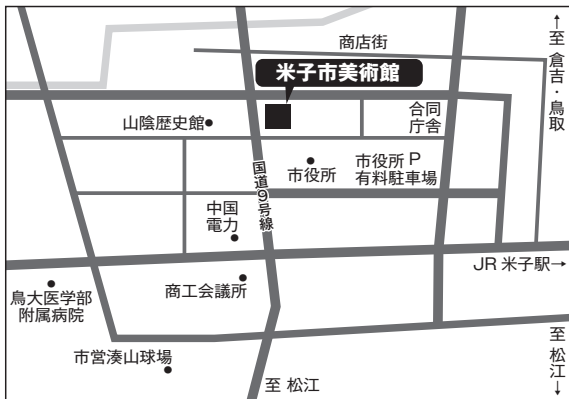 商店街
↑至 倉吉・鳥取
米子市美術館
山陰歴史館
合同
庁舎
市役所
市役所 P
有料駐車場
国道9号線
中国
電力
JR 米子駅→
鳥大医学部
附属病院
商工会議所
市営湊山球場
至 松江
至 松江→